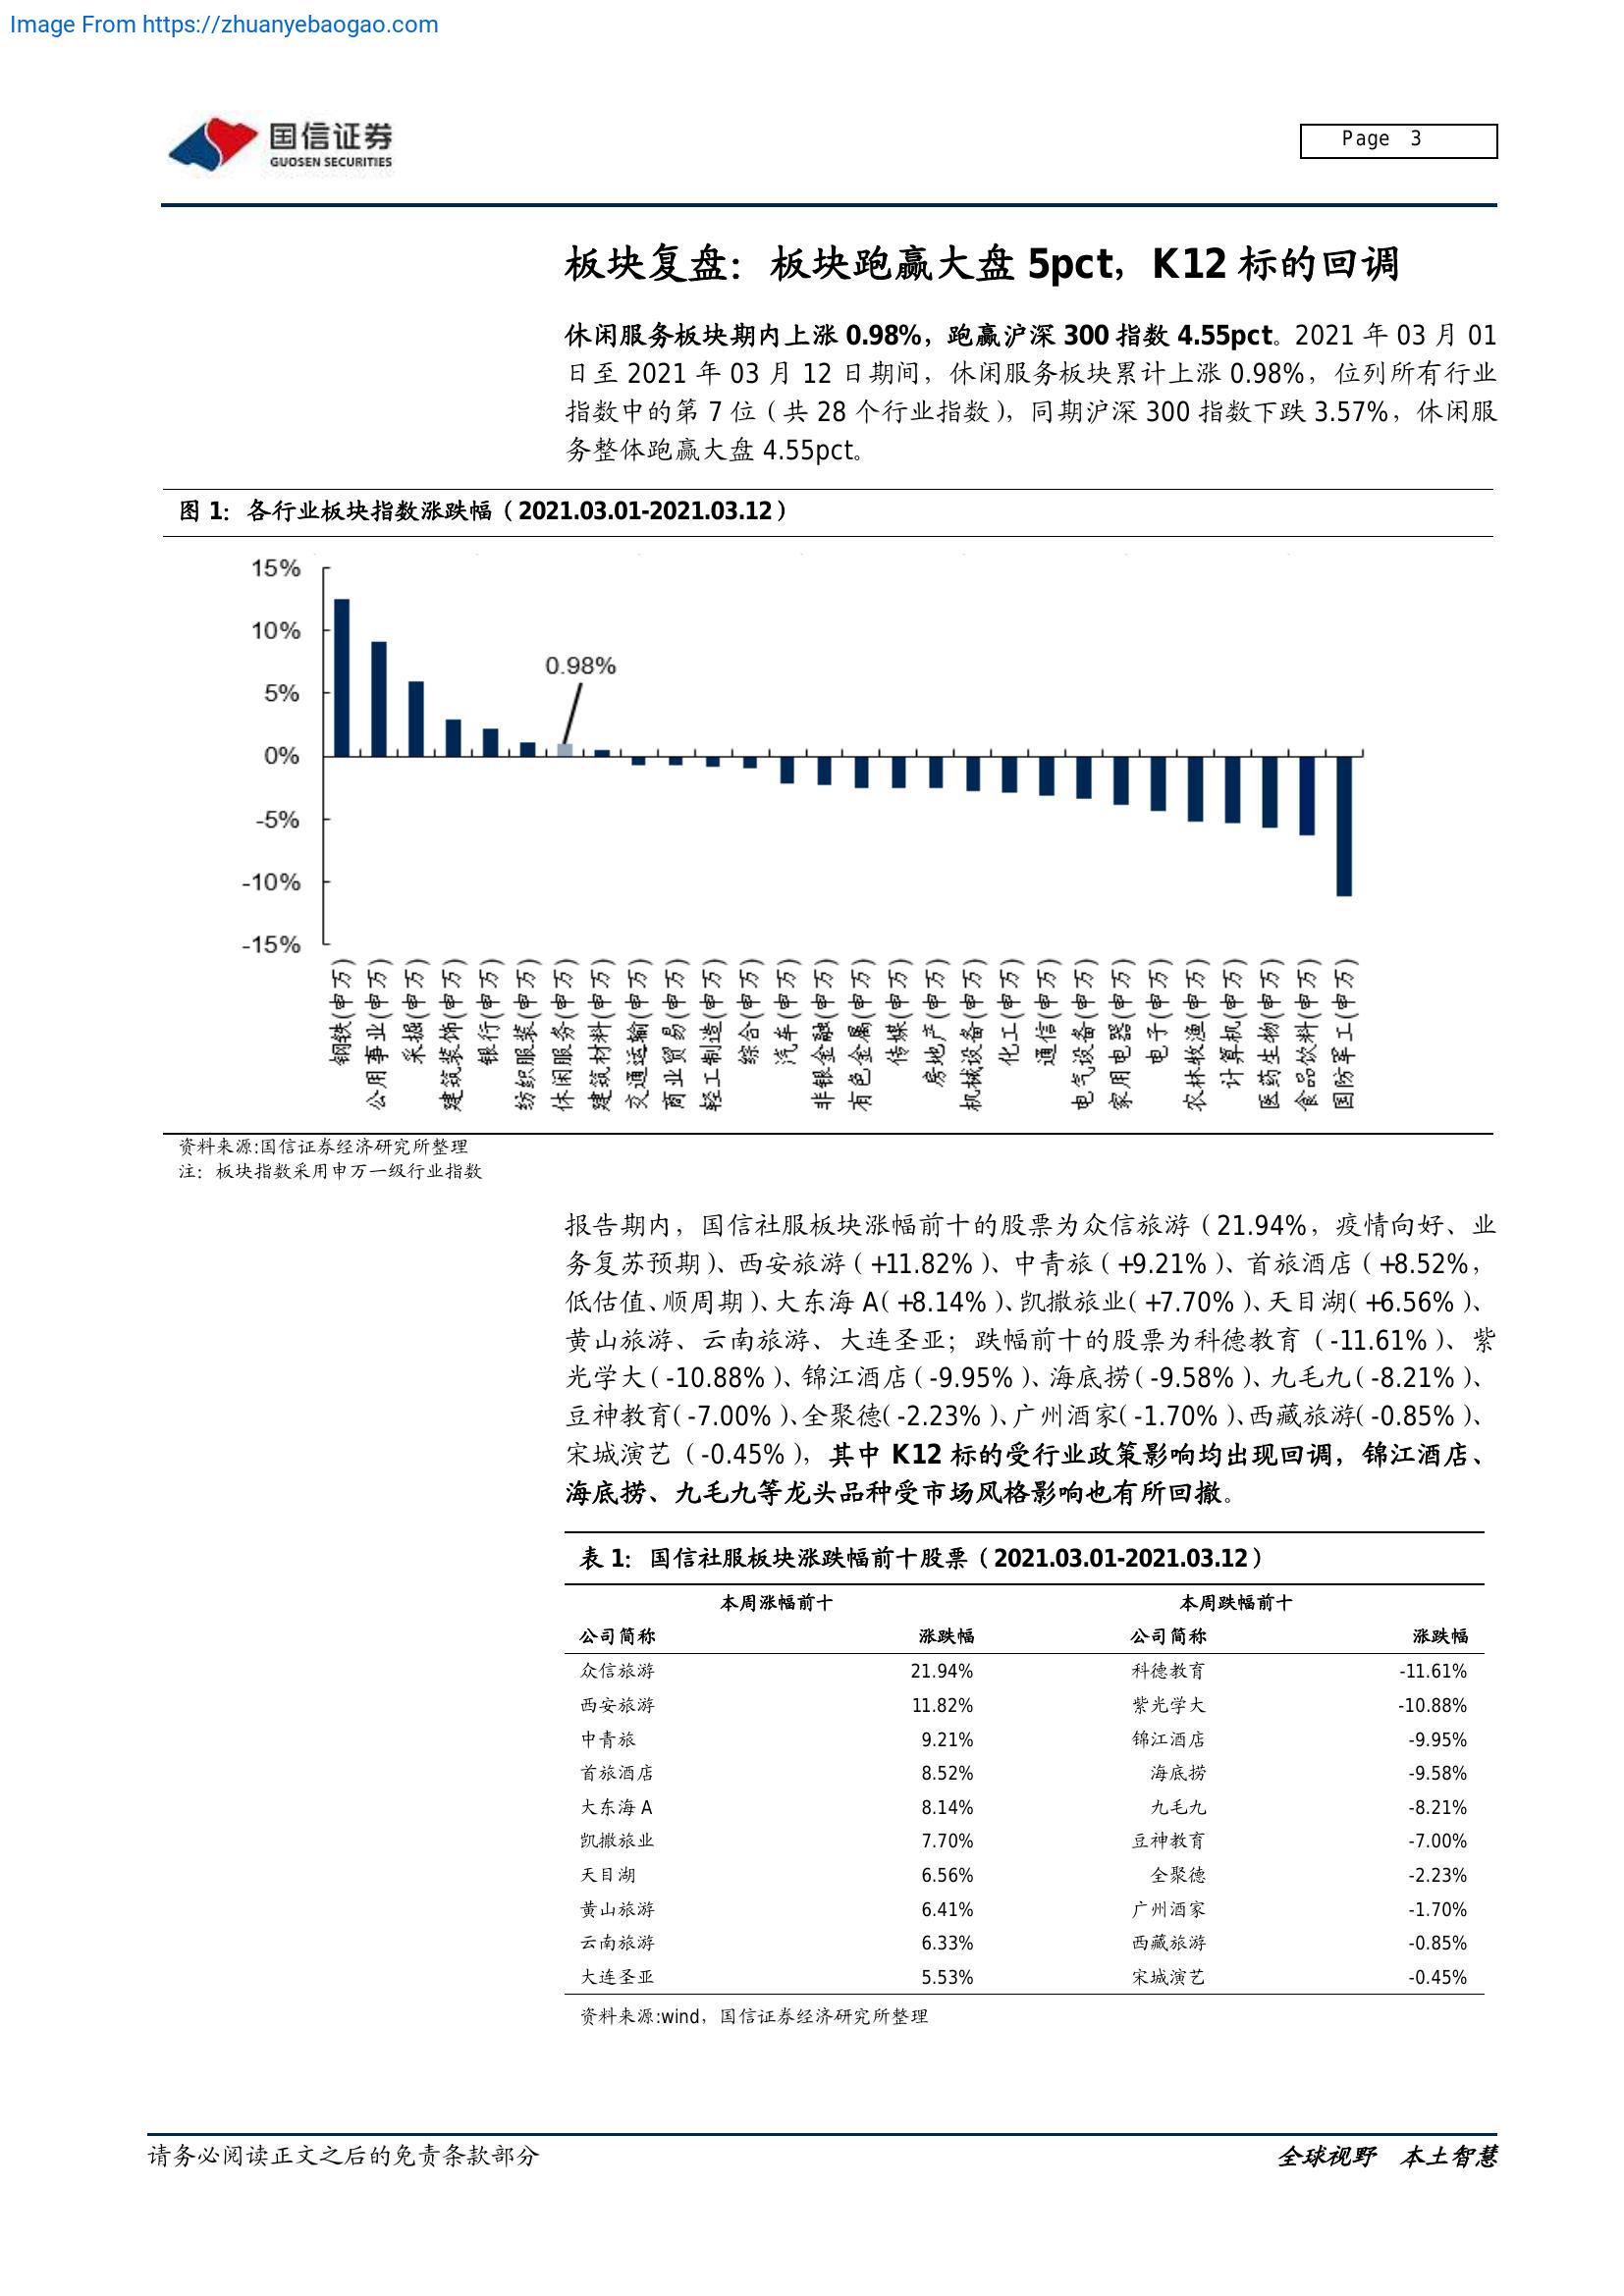 Image From https://zhuanyebaogao.com
国信证券
GUOSEN SECURITIES
Page 3
板块复盘：板块跑赢大盘 5pct，K12 标的回调
休闲服务板块期内上涨 0.98%，跑赢沪深 300 指数 4.55pct。2021 年 03 月 01
日至 2021 年 03 月 12 日期间，休闲服务板块累计上涨 0.98%，位列所有行业
指数中的第 7 位（共 28 个行业指数），同期沪深 300 指数下跌 3.57%，休闲服
务整体跑赢大盘 4.55pct。
图 1：各行业板块指数涨跌幅（2021.03.01-2021.03.12）
15%
10%
5%
0%
-5%
-10%
-15%
0.98%
钢铁(申万)
公用事业(申万)
采掘(申万)
建筑装饰(申万)
银行(申万)
纺织服装(申万)
休闲服务(申万)
建筑材料(申万)
交通运输(申万)
商业贸易(申万)
轻工制造(申万)
综合(申万)
汽车(申万)
非银金融(申万)
有色金属(申万)
传媒(申万)
房地产(申万)
机械设备(申万)
化工(申万)
通信(申万)
电气设备(申万)
家用电器(申万)
电子(申万)
农林牧渔(申万)
计算机(申万)
医药生物(申万)
食品饮料(申万)
国防军工(申万)
资料来源:国信证券经济研究所整理
注：板块指数采用申万一级行业指数
报告期内，国信社服板块涨幅前十的股票为众信旅游（21.94%，疫情向好、业
务复苏预期）、西安旅游（+11.82%）、中青旅（+9.21%）、首旅酒店（+8.52%，
低估值、顺周期）、大东海 A（+8.14%）、凯撒旅业（+7.70%）、天目湖（+6.56%）、
黄山旅游、云南旅游、大连圣亚；跌幅前十的股票为科德教育（-11.61%）、紫
光学大（-10.88%）、锦江酒店（-9.95%）、海底捞（-9.58%）、九毛九（-8.21%）、
豆神教育（-7.00%）、全聚德（-2.23%）、广州酒家（-1.70%）、西藏旅游（-0.85%）、
宋城演艺（-0.45%），其中 K12 标的受行业政策影响均出现回调，锦江酒店、
海底捞、九毛九等龙头品种受市场风格影响也有所回撤。
表 1：国信社服板块涨跌幅前十股票（2021.03.01-2021.03.12）
本周涨幅前十 本周跌幅前十
公司简称 涨跌幅 公司简称 涨跌幅
众信旅游 21.94% 科德教育 -11.61%
西安旅游 11.82% 紫光学大 -10.88%
中青旅 9.21% 锦江酒店 -9.95%
首旅酒店 8.52% 海底捞 -9.58%
大东海 A 8.14% 九毛九 -8.21%
凯撒旅业 7.70% 豆神教育 -7.00%
天目湖 6.56% 全聚德 -2.23%
黄山旅游 6.41% 广州酒家 -1.70%
云南旅游 6.33% 西藏旅游 -0.85%
大连圣亚 5.53% 宋城演艺 -0.45%
资料来源:wind，国信证券经济研究所整理
请务必阅读正文之后的免责条款部分
全球视野 本土智慧